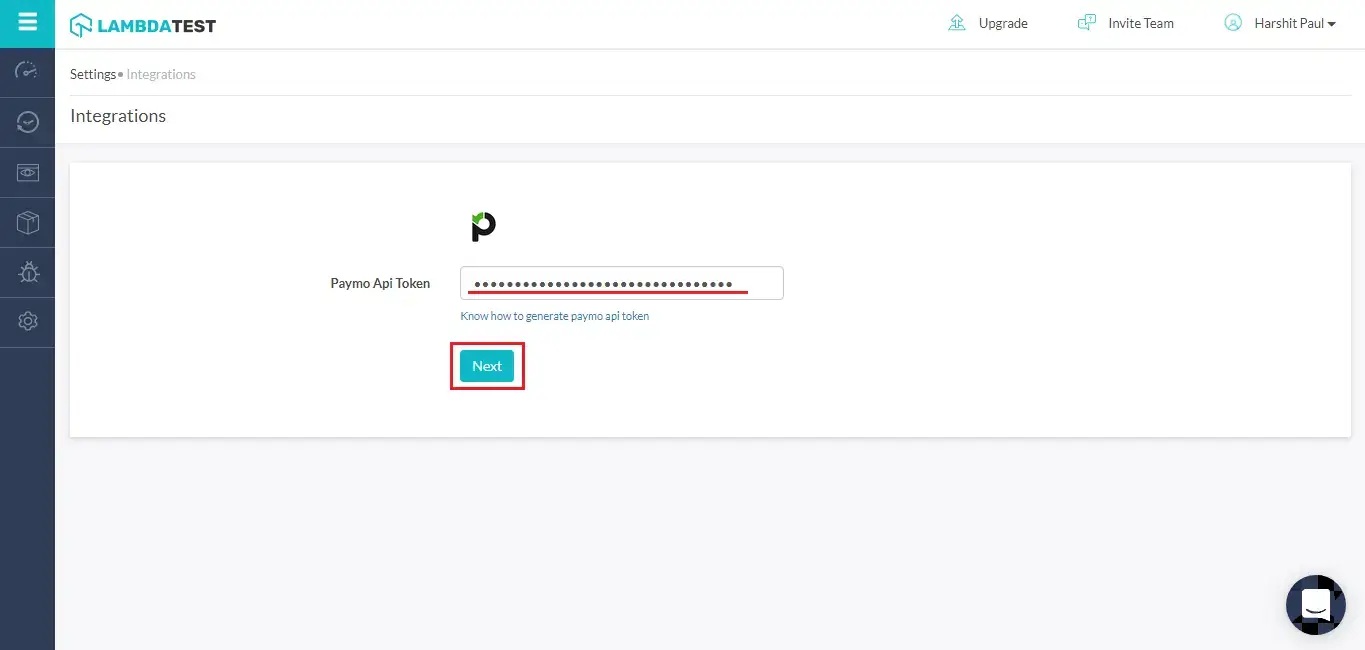 LAMBDATEST
Upgrade
Invite Team
Harshit Paul
Settings • Integrations
Integrations
Paymo Api Token
••••••••••••••••••••••••••••••••
Know how to generate paymo api token
Next